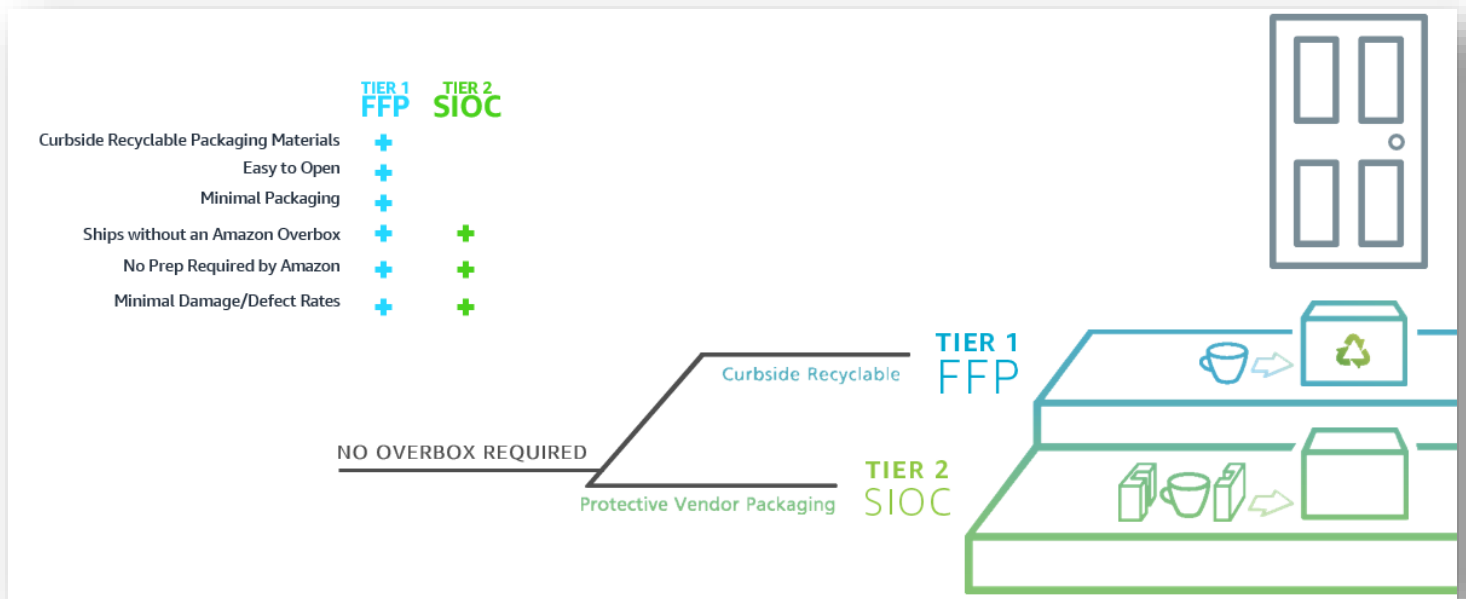 TIER 1 TIER 2
FFP SIOC
Curbside Recyclable Packaging Materials
Easy to Open
Minimal Packaging
Ships without an Amazon Overbox
No Prep Required by Amazon
Minimal Damage/Defect Rates
TIER 1
FFP
Curbside Recyclable
NO OVERBOX REQUIRED
TIER 2
SIOC
Protective Vendor Packaging